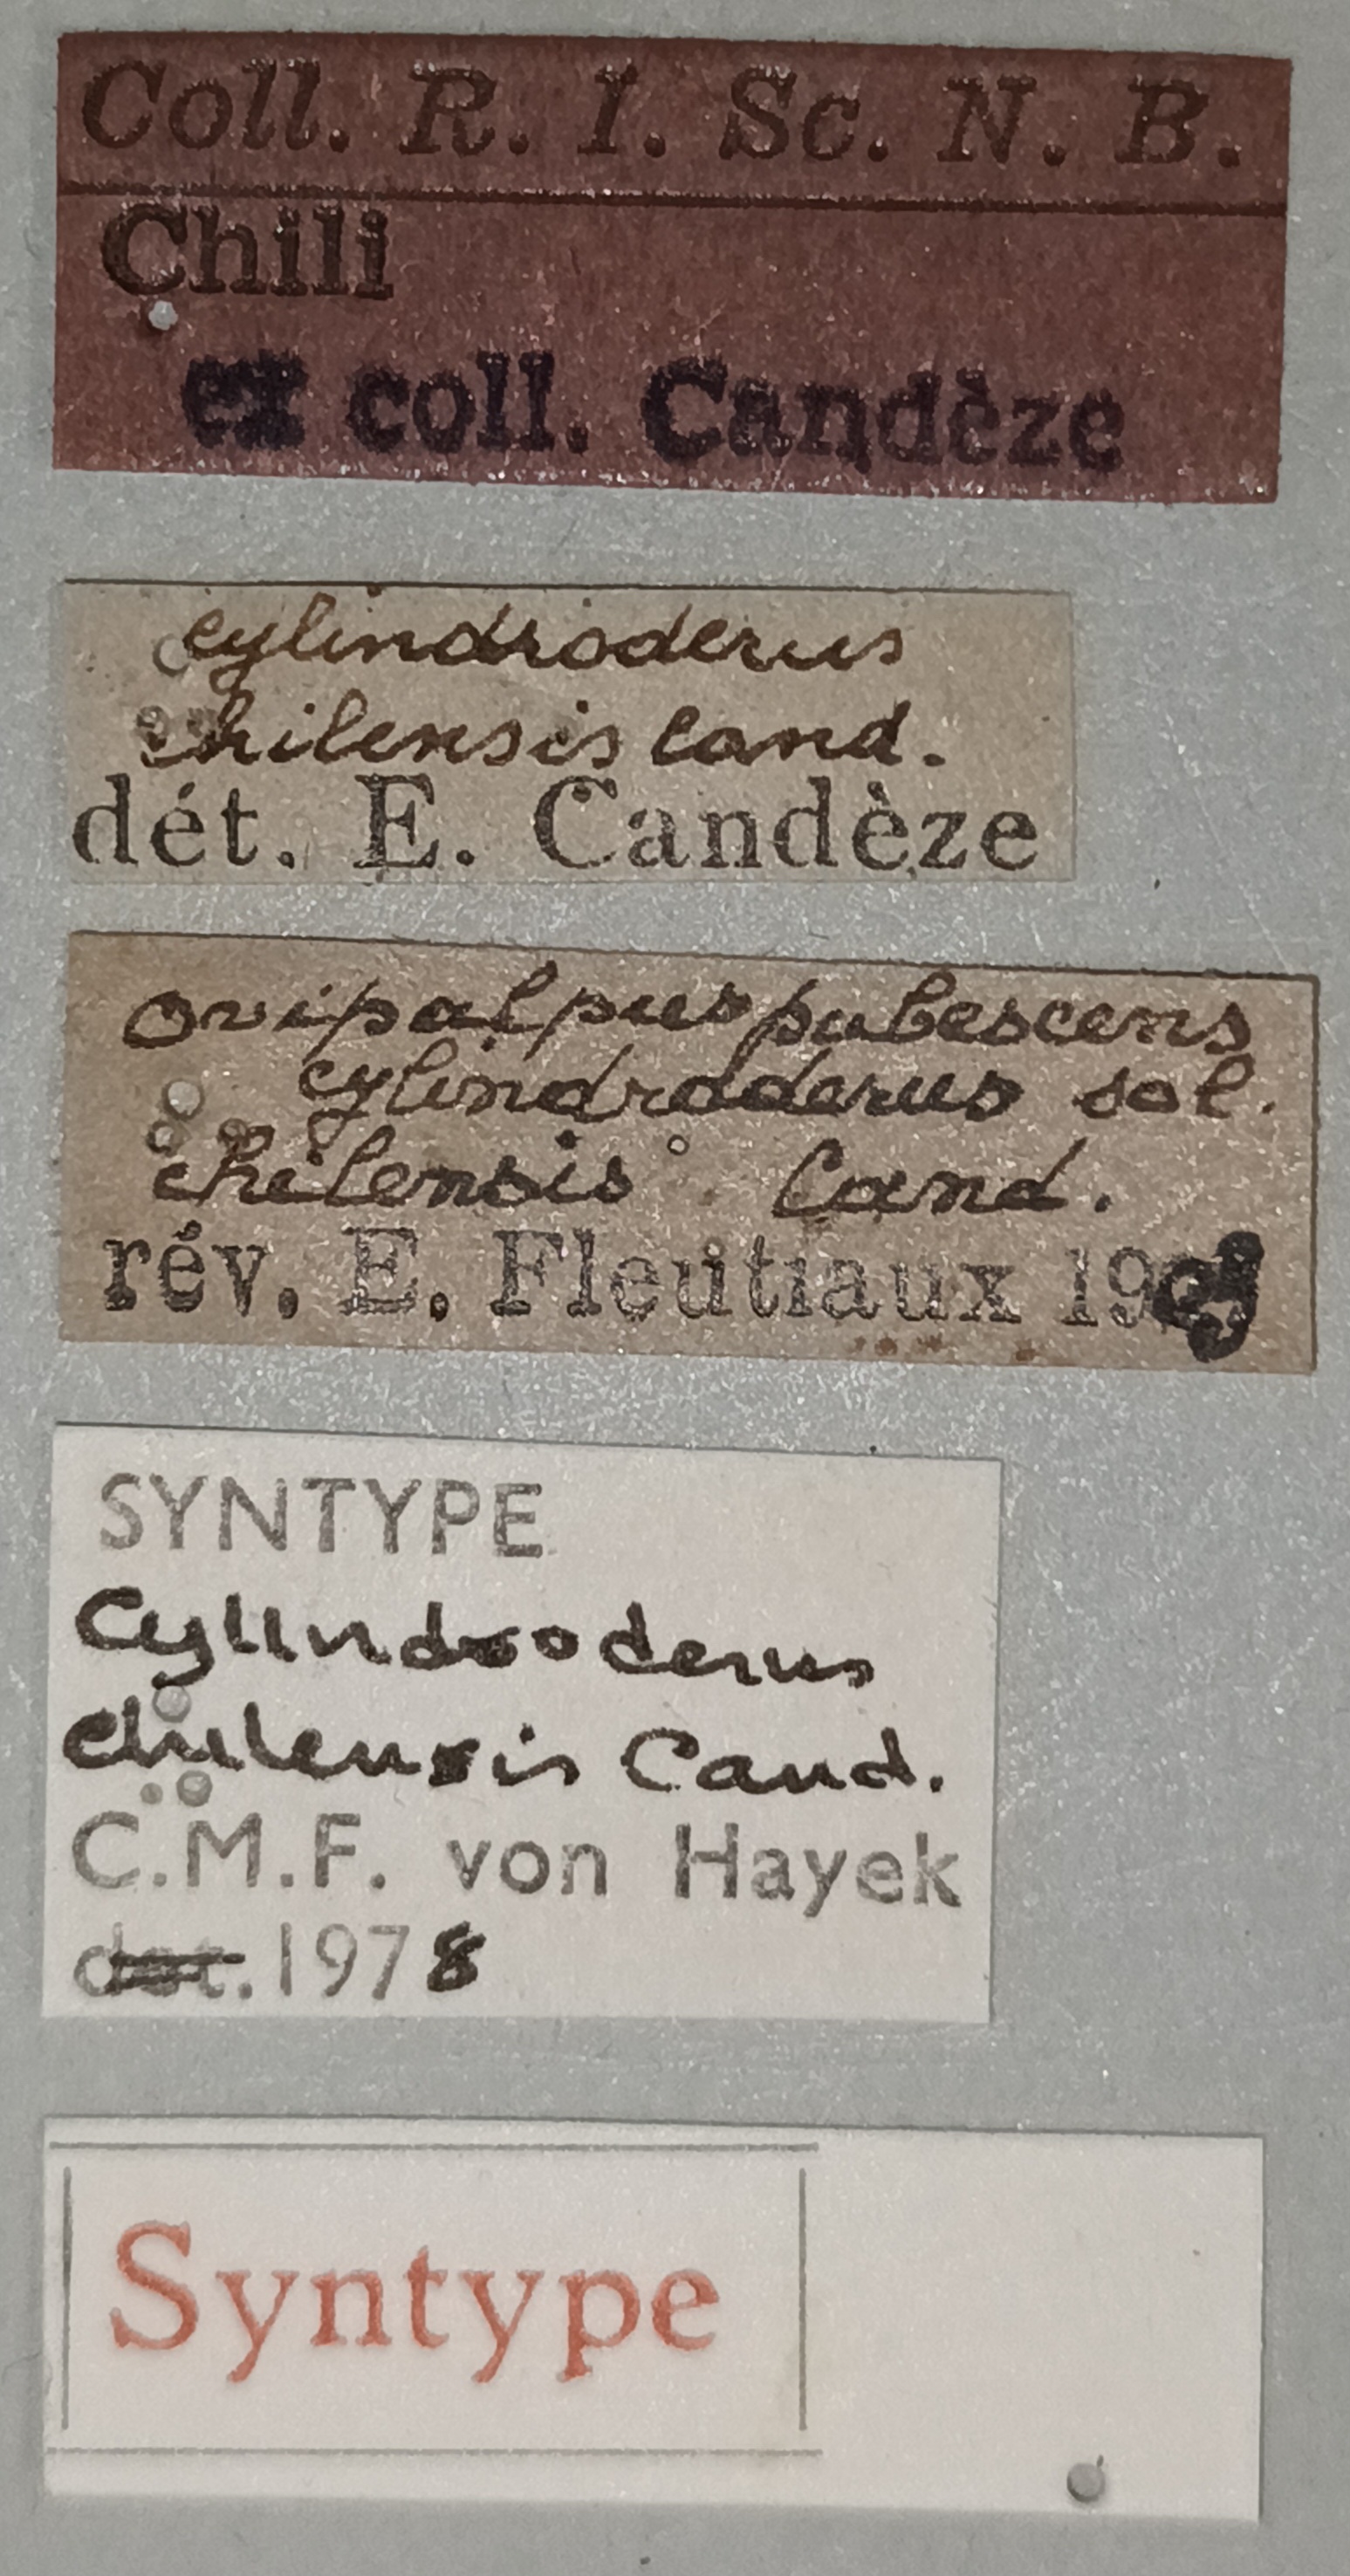 Coll. R. I. Sc. N. B.
Chili
ex coll. Candèze
cylindroderus
chilensis Cand.
dét. E. Candèze
ovipalpus pubescens
cylindroderus sol.
chilensis Cand.
rév. E. Fleutiaux
SYNTYPE
Cylindroderus
chilensis Cand.
C.M.F. von Hayek
det. 1978
Syntype